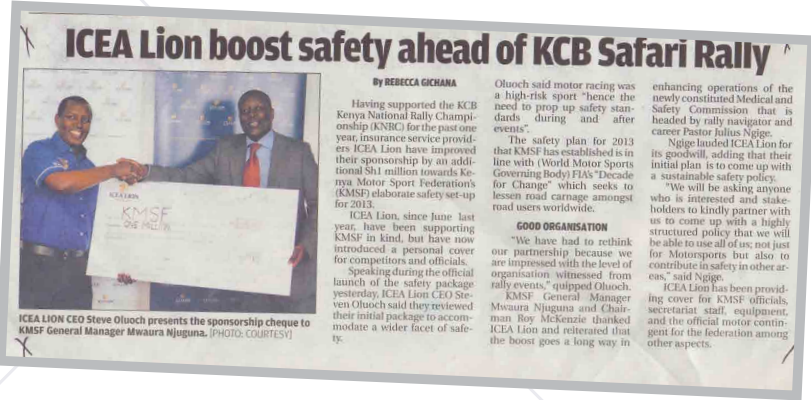 ICEA Lion boost safety ahead of KCB Safari Rally
ICEA LION
KMSF
ONE MILLION
ICEA LION CEO Steve Oluoch presents the sponsorship cheque to
KMSF General Manager Mwaura Njuguna. [PHOTO: COURTESY]
By REBECCA GICHANA
Having supported the KCB
Kenya National Rally Champi-
onship (KNRC) for the past one
year, insurance service provid-
ers ICEA Lion have improved
their sponsorship by an addi-
tional Sh1 million towards Ke-
nya Motor Sport Federation's
(KMSF) elaborate safety set-up
for 2013.
ICEA Lion, since June last
year, have been supporting
KMSF in kind, but have now
introduced a personal cover
for competitors and officials.
Speaking during the official
launch of the safety package
yesterday, ICEA Lion CEO Ste-
ven Oluoch said they reviewed
their initial package to accom-
modate a wider facet of safe-
ty.
Oluoch said motor racing was
a high-risk sport "hence the
need to prop up safety stan-
dards during and after
events".
The safety plan for 2013
that KMSF has established is in
line with (World Motor Sports
Governing Body) FIA's "Decade
for Change" which seeks to
lessen road carnage amongst
road users worldwide.
GOOD ORGANISATION
"We have had to rethink
our partnership because we
are impressed with the level of
organisation witnessed from
rally events," quipped Oluoch.
KMSF General Manager
Mwaura Njuguna and Chair-
man Roy McKenzie thanked
ICEA Lion and reiterated that
the boost goes a long way in
enhancing operations of the
newly constituted Medical and
Safety Commission that is
headed by rally navigator and
career Pastor Julius Ngige.
Ngige lauded ICEA Lion for
its goodwill, adding that their
initial plan is to come up with
a sustainable safety policy.
"We will be asking anyone
who is interested and stake-
holders to kindly partner with
us to come up with a highly
structured policy that we will
be able to use all of us; not just
for Motorsports but also to
contribute in safety in other ar-
eas," said Ngige.
ICEA Lion has been provid-
ing cover for KMSF officials,
secretariat staff, equipment,
and the official motor contin-
gent for the federation among
other aspects.